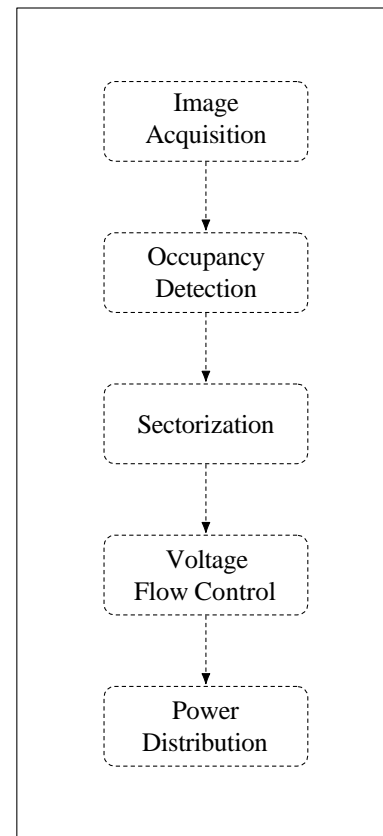 Image
Acquisition
Occupancy
Detection
Sectorization
Voltage
Flow Control
Power
Distribution